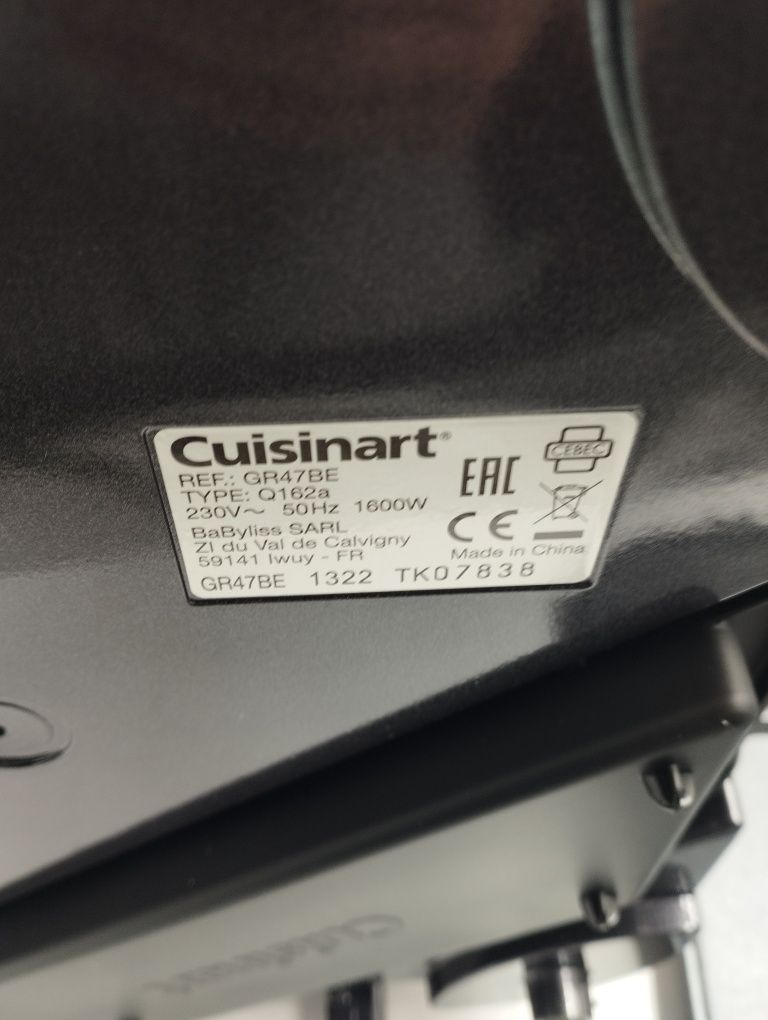 Cuisinart®
REF.: GR47BE
TYPE: Q162a
230V~ 50Hz 1600W
BaByliss SARL
ZI du Val de Calvigny
59141 Iwuy - FR
GR47BE 1322 TK07838
EAC
CEBEC
CE
Made in China
Cuisinart